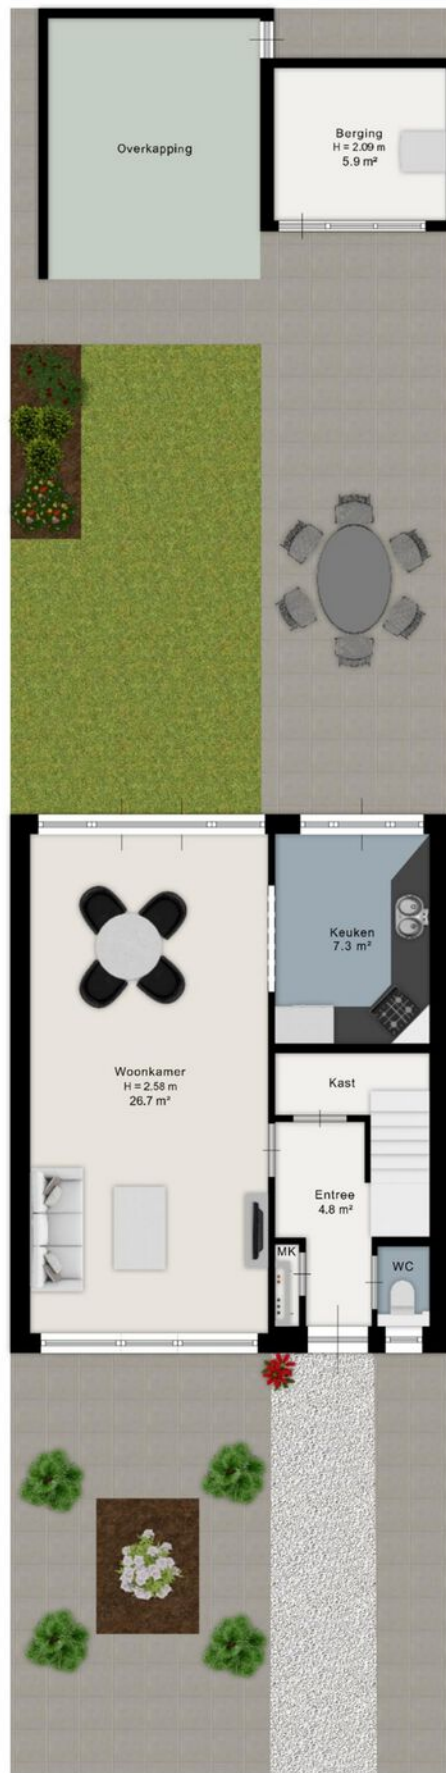 Overkapping
Berging
H = 2.09 m
5.9 m²
Keuken
7.3 m²
Woonkamer
H = 2.58 m
26.7 m²
Kast
Entree
4.8 m²
MK
WC